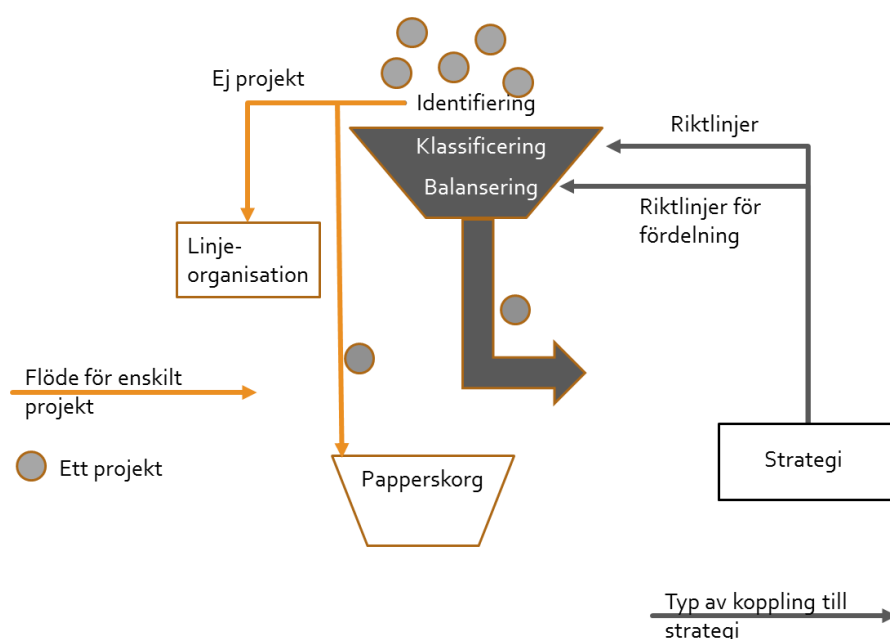 Ej projekt
Identifiering
Klassificering
Balansering
Riktlinjer
Riktlinjer för
fördelning
Linje-
organisation
Flöde för enskilt
projekt
Ett projekt
Papperskorg
Strategi
Typ av koppling till
strategi